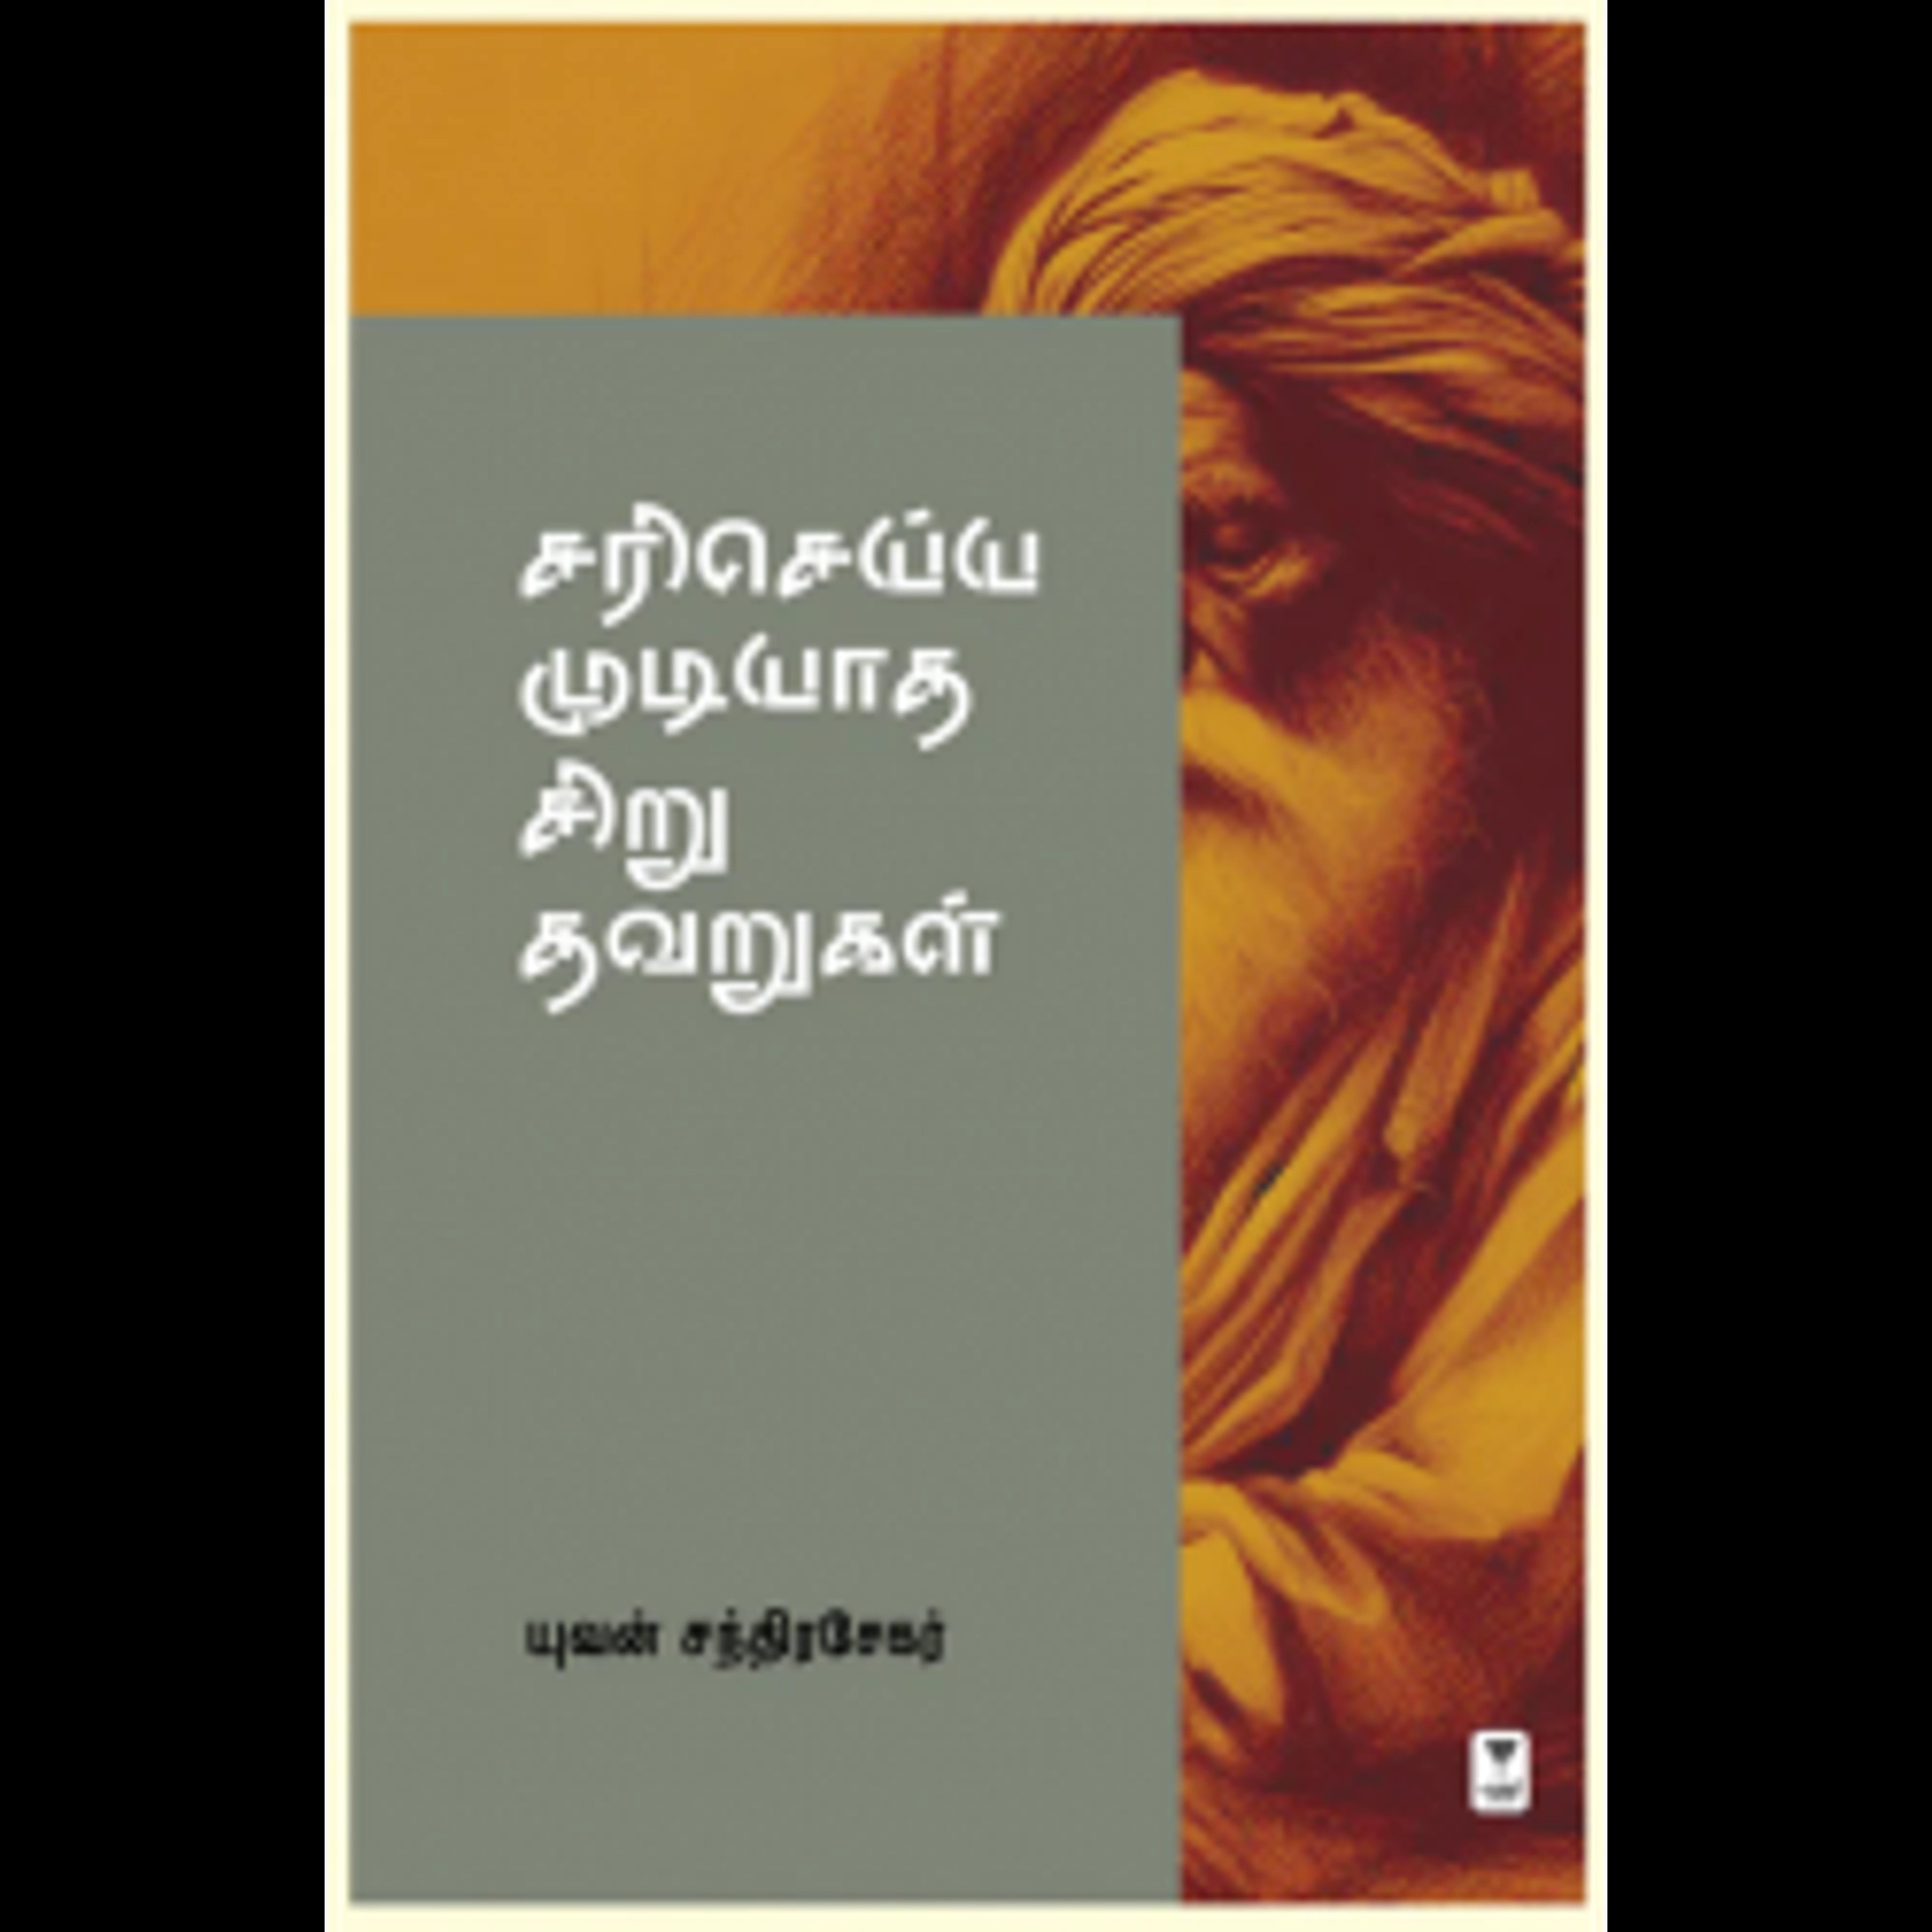 சரிசெய்ய
முடியாத
சிறு
தவறுகள்
யுவன் சந்திரசேகர்